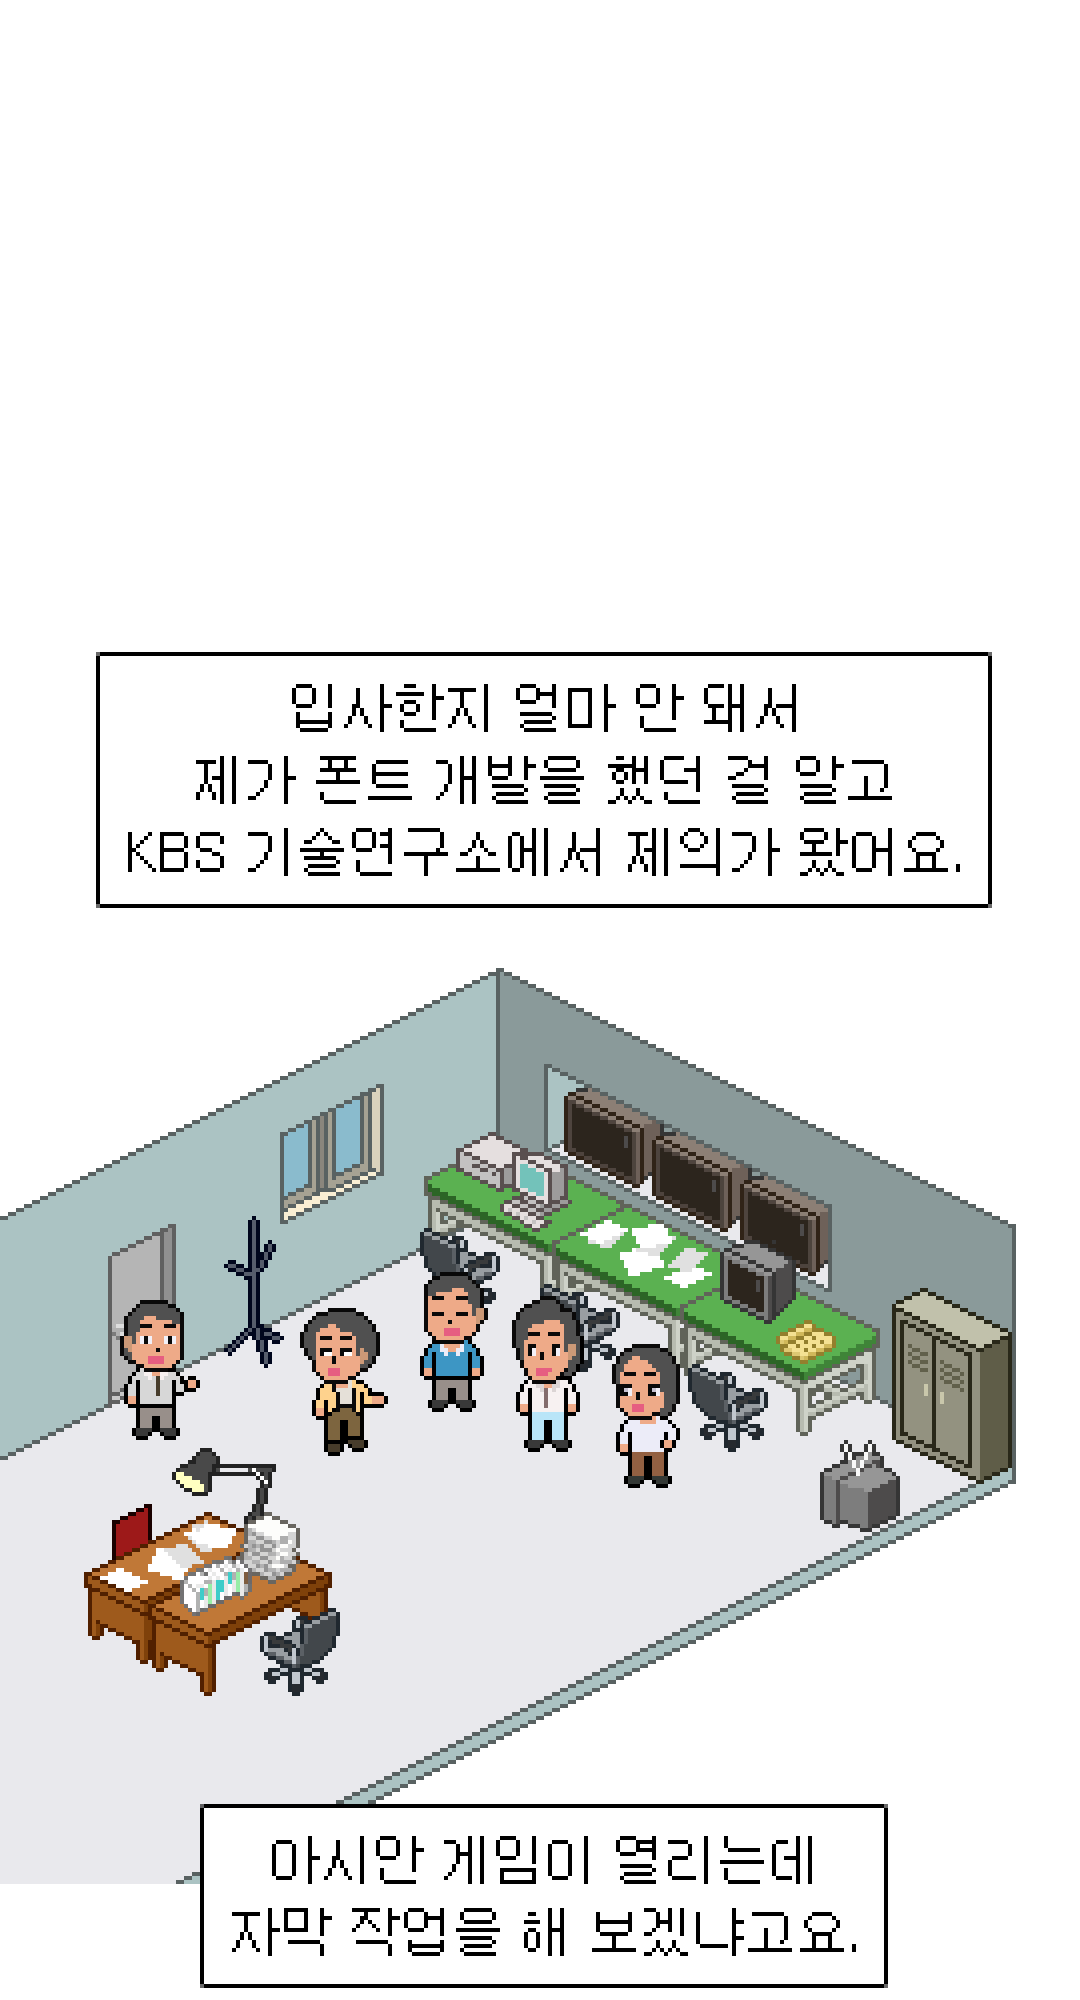 입사한지 얼마 안 돼서
제가 폰트 개발을 했던 걸 알고
KBS 기술연구소에서 제의가 왔어요.
아시안 게임이 열리는데
자막 작업을 해 보겠냐고요.